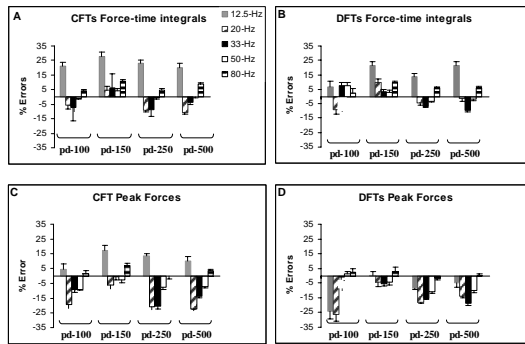 A CFTs Force-time integrals
% Errors
35
25
15
5
-5
-15
-25
-35
pd-100 pd-150 pd-250 pd-500
12.5-Hz
20-Hz
33-Hz
50-Hz
80-Hz
B DFTs Force-time integrals
% Errors
35
25
15
5
-5
-15
-25
-35
pd-100 pd-150 pd-250 pd-500
C CFT Peak Forces
% Error
35
25
15
5
-5
-15
-25
-35
pd-100 pd-150 pd-250 pd-500
D DFTs Peak Forces
% Errors
35
25
15
5
-5
-15
-25
-35
pd-100 pd-150 pd-250 pd-500